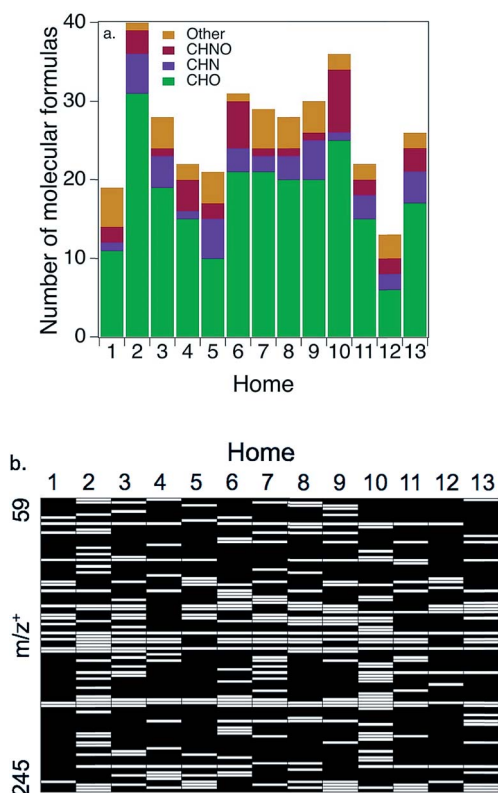 a.
Other
CHNO
CHN
CHO
Number of molecular formulas
40
30
20
10
0
1 2 3 4 5 6 7 8 9 10 11 12 13
Home
b.
Home
1 2 3 4 5 6 7 8 9 10 11 12 13
59
m/z+
245